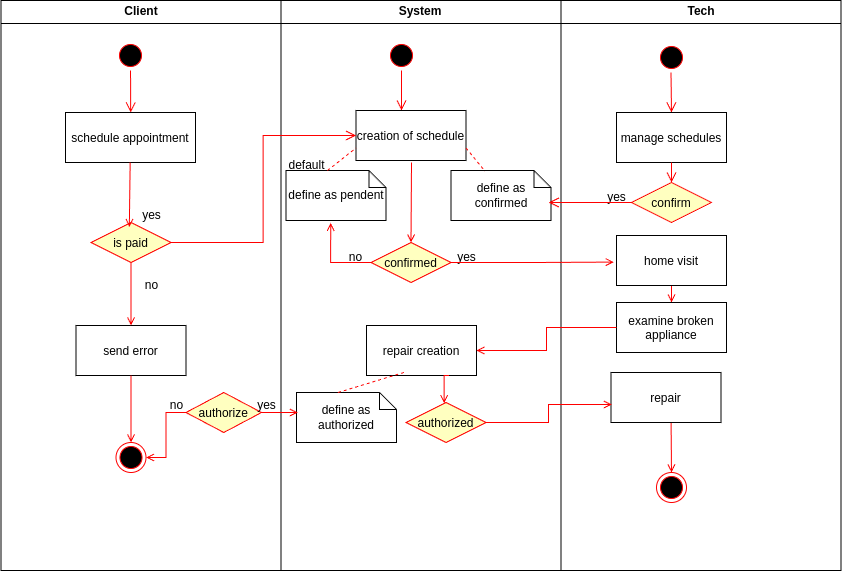 Client
System
Tech
schedule appointment
creation of schedule
manage schedules
default
define as pendent
define as
confirmed
yes
confirm
yes
is paid
no
confirmed
yes
home visit
no
examine broken
appliance
send error
repair creation
repair
no
authorize
yes
define as
authorized
authorized